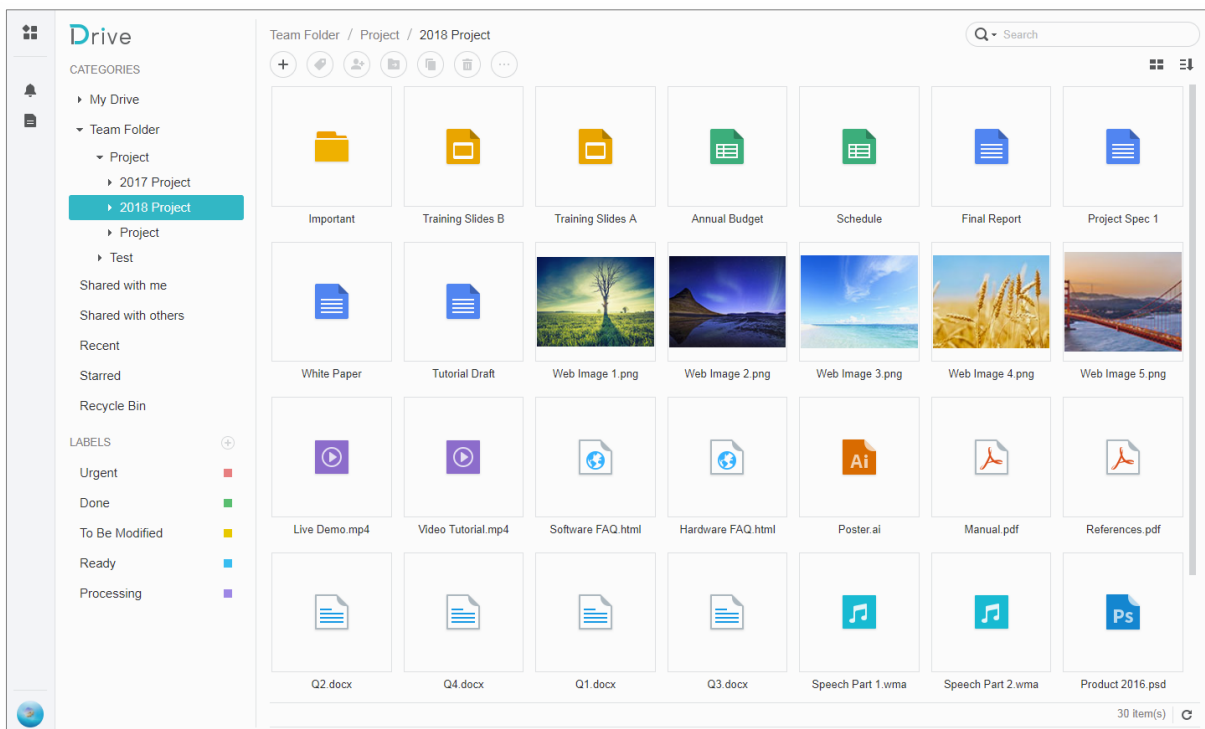 Drive
CATEGORIES
My Drive
Team Folder
Project
2017 Project
2018 Project
Project
Test
Shared with me
Shared with others
Recent
Starred
Recycle Bin
LABELS
Urgent
Done
To Be Modified
Ready
Processing
Team Folder / Project / 2018 Project
Search
Important Training Slides B Training Slides A Annual Budget Schedule Final Report Project Spec 1
White Paper Tutorial Draft Web Image 1.png Web Image 2.png Web Image 3.png Web Image 4.png Web Image 5.png
Ai
Live Demo.mp4 Video Tutorial.mp4 Software FAQ.html Hardware FAQ.html Poster.ai Manual.pdf References.pdf
Ps
Q2.docx Q4.docx Q1.docx Q3.docx Speech Part 1.wma Speech Part 2.wma Product 2016.psd
30 item(s)